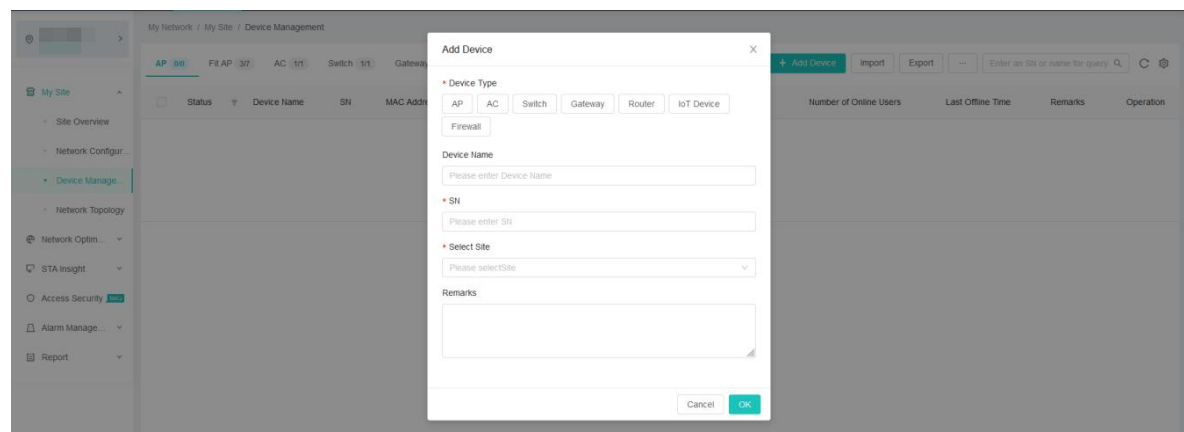 My Network / My Site / Device Management
Add Device
AP 0/0 Fit AP 3/7 AC 1/1 Switch 1/1 Gateway
+ Add Device Import Export ··· Enter an SN or name for query
My Site
Status Device Name SN MAC Addre
Number of Online Users Last Offline Time Remarks Operation
Site Overview
Network Configur...
Device Manage...
Network Topology
Network Optim...
STA Insight
Access Security
Alarm Manage...
Report
* Device Type
AP AC Switch Gateway Router IoT Device
Firewall
Device Name
Please enter Device Name
* SN
Please enter SN
* Select Site
Please selectSite
Remarks
Cancel OK